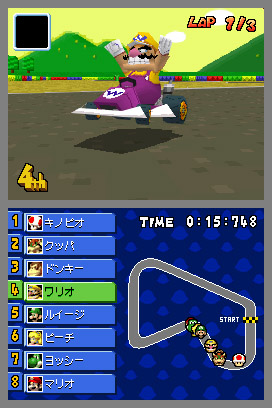 LAP 1/3
4th
1 キノピオ
2 クッパ
3 ドンキー
4 ワリオ
5 ルイージ
6 ピーチ
7 ヨッシー
8 マリオ
TIME 0:15:748
START